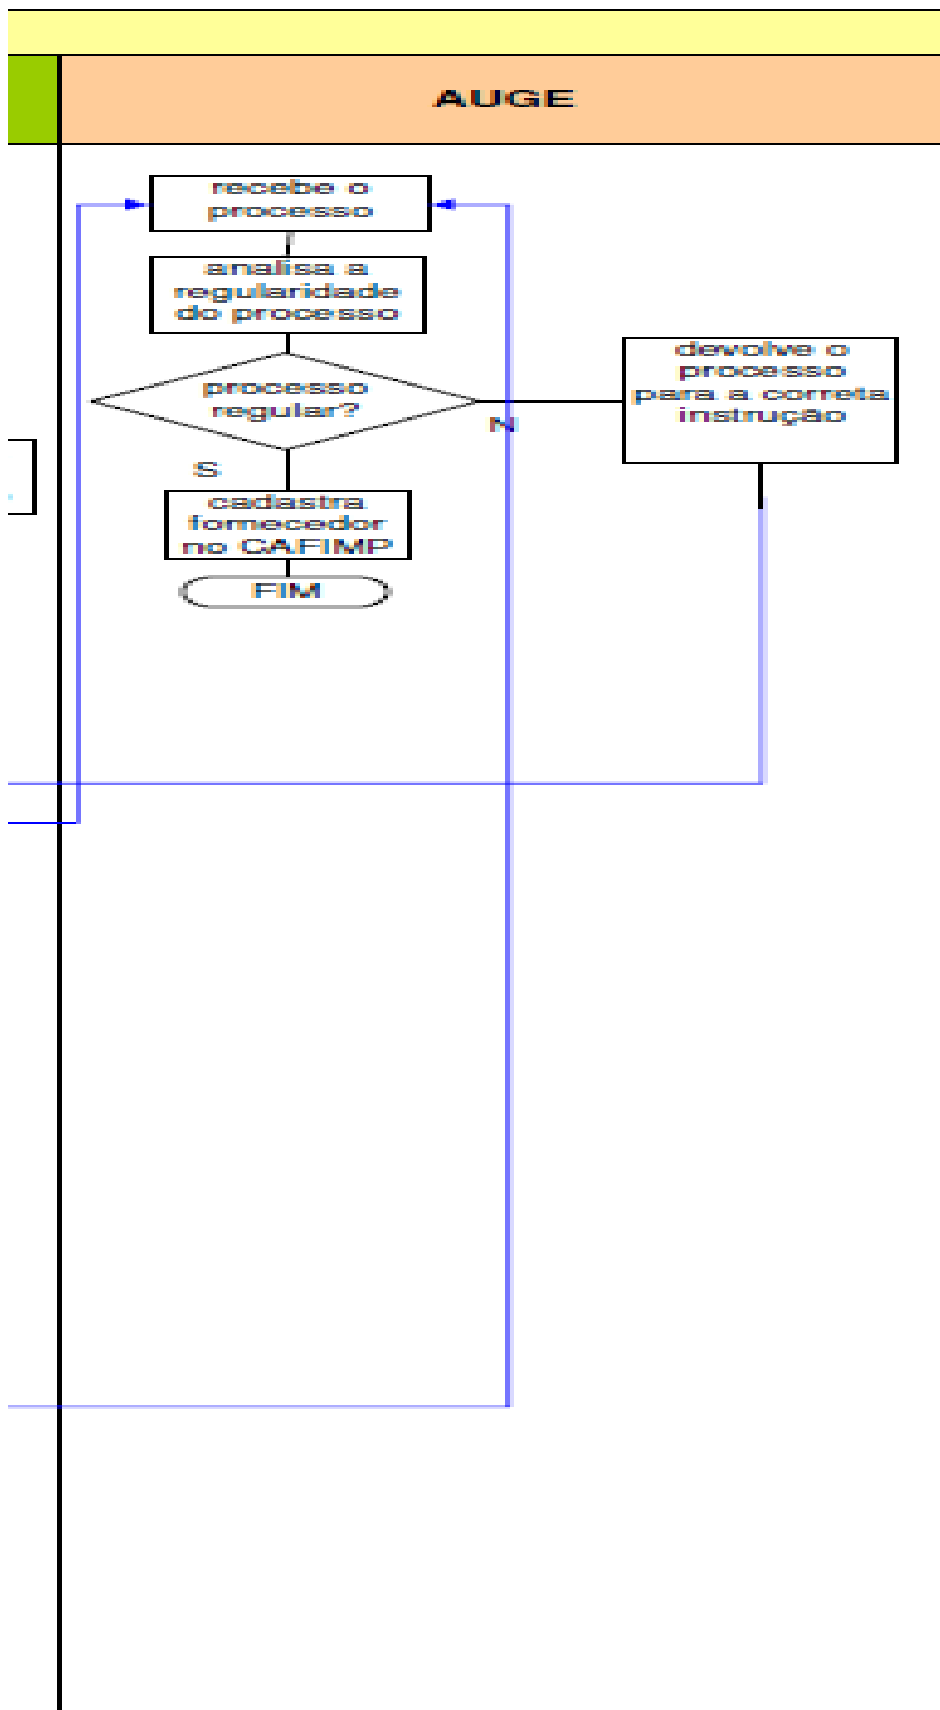 AUGE
recebe o
processo
analisa a
regularidade
do processo
processo
regular?
N
devolve o
processo
para a correta
instrução
S
cadastra
fornecedor
no CAFIMP
FIM